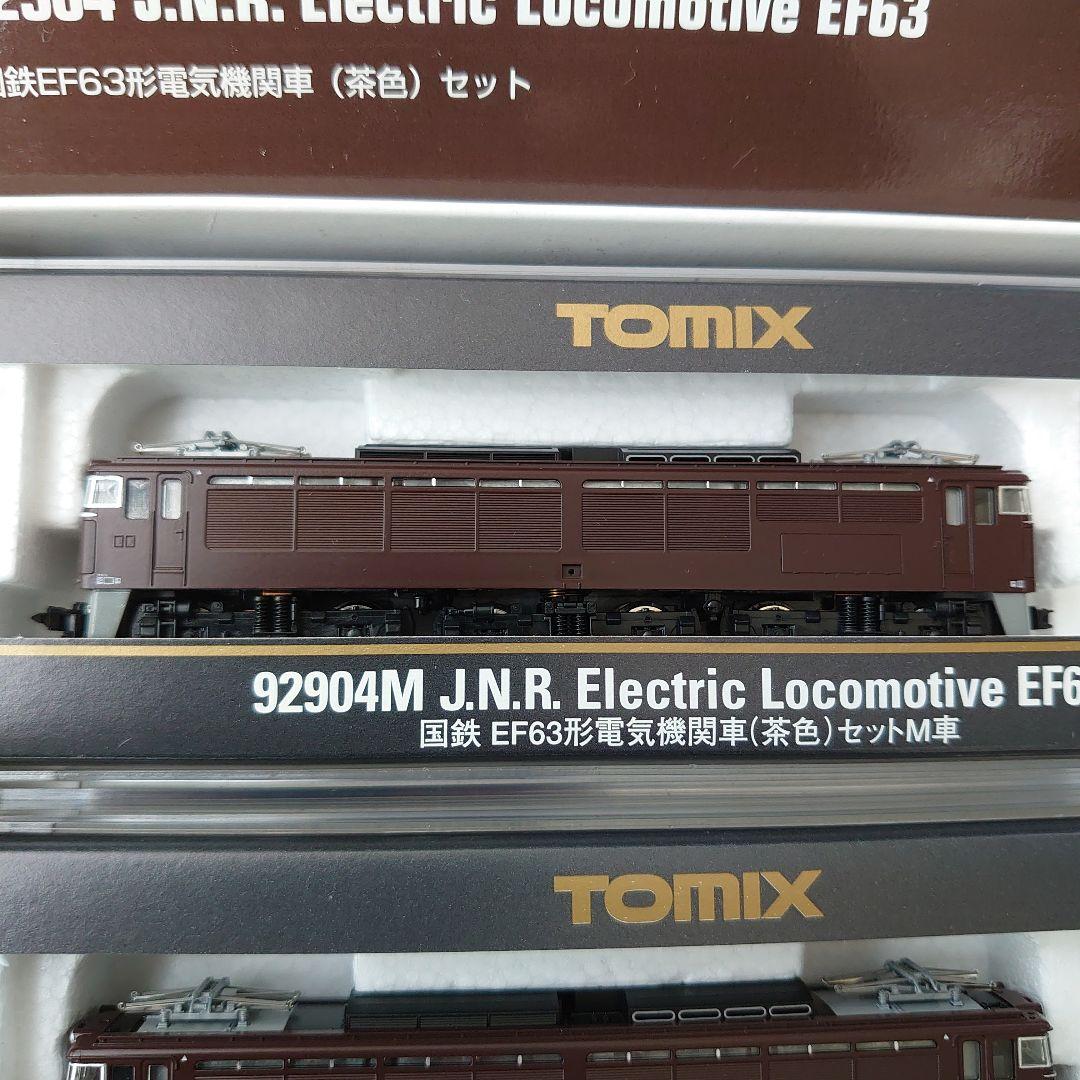 2904 J.N.R. Electric Locomotive EF63
国鉄EF63形電気機関車（茶色）セット
TOMIX
92904M J.N.R. Electric Locomotive EF6
国鉄 EF63形電気機関車(茶色)セットM車
TOMIX